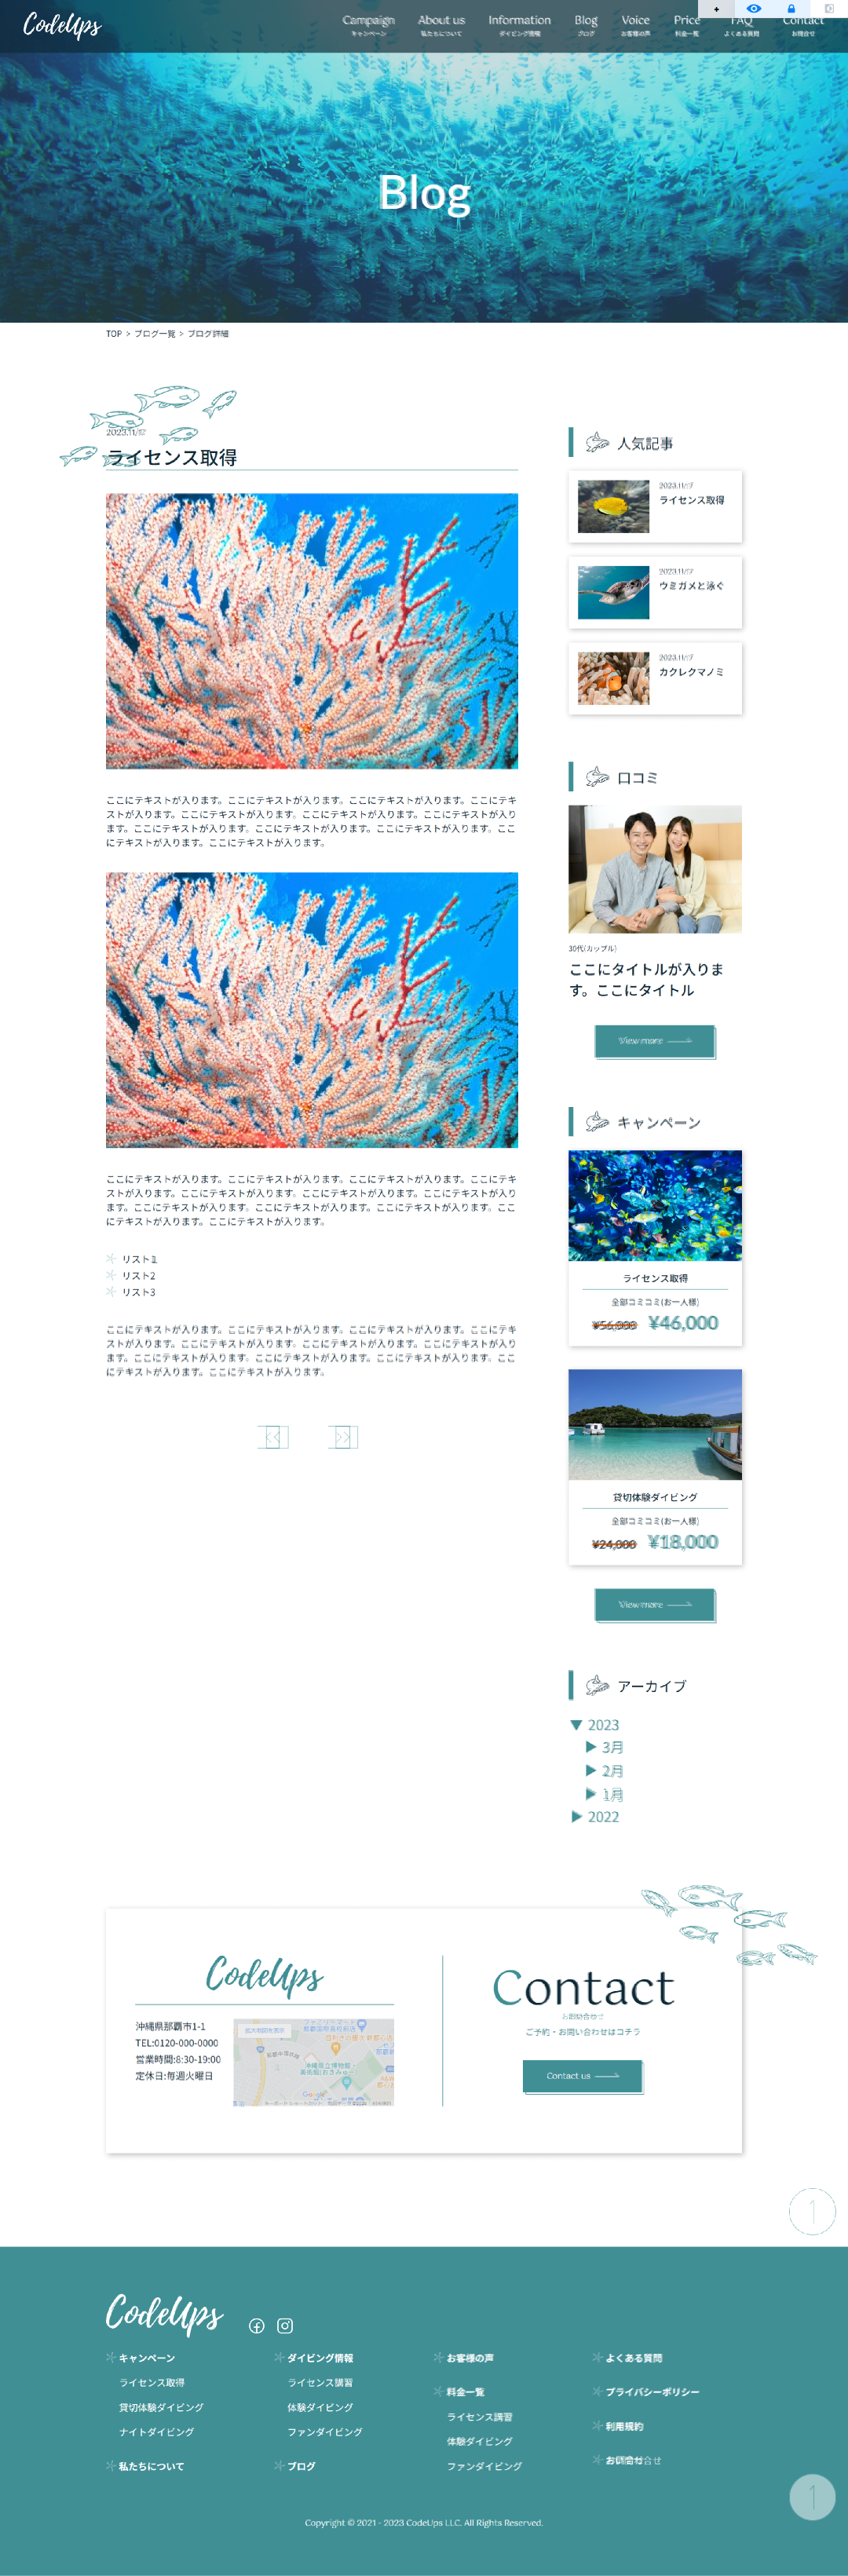 CodeUps
Campaign About us Information Blog Voice Price FAQ Contact
キャンペーン 私たちについて ダイビング情報 ブログ お客様の声 料金一覧 よくある質問 お問合せ
Blog
TOP > ブログ一覧 > ブログ詳細
2023.11/
ライセンス取得
ここにテキストが入ります。ここにテキストが入ります。ここにテキストが入ります。ここにテキ
ストが入ります。ここにテキストが入ります。ここにテキストが入ります。ここにテキストが入り
ます。ここにテキストが入ります。ここにテキストが入ります。ここにテキストが入ります。ここ
にテキストが入ります。ここにテキストが入ります。
ここにテキストが入ります。ここにテキストが入ります。ここにテキストが入ります。ここにテキ
ストが入ります。ここにテキストが入ります。ここにテキストが入ります。ここにテキストが入り
ます。ここにテキストが入ります。ここにテキストが入ります。ここにテキストが入ります。ここ
にテキストが入ります。ここにテキストが入ります。
リスト1
リスト2
リスト3
ここにテキストが入ります。ここにテキストが入ります。ここにテキストが入ります。ここにテキ
ストが入ります。ここにテキストが入ります。ここにテキストが入ります。ここにテキストが入り
ます。ここにテキストが入ります。ここにテキストが入ります。ここにテキストが入ります。ここ
にテキストが入ります。ここにテキストが入ります。
人気記事
2023.11/17
ライセンス取得
2023.11/17
ウミガメと泳ぐ
2023.11/17
カクレクマノミ
口コミ
30代(カップル)
ここにタイトルが入りま
す。ここにタイトル
View more
キャンペーン
ライセンス取得
全部コミコミ(お一人様)
¥56,000 ¥46,000
貸切体験ダイビング
全部コミコミ(お一人様)
¥24,000 ¥18,000
View more
アーカイブ
▼ 2023
▶ 3月
▶ 2月
▶ 1月
▶ 2022
CodeUps
沖縄県那覇市1-1
TEL:0120-000-0000
営業時間:8:30-19:00
定休日:毎週火曜日
拡大地図を表示
Google
Contact
お問い合わせ
ご予約・お問い合わせはコチラ
Contact us
CodeUps
キャンペーン
ライセンス取得
貸切体験ダイビング
ナイトダイビング
私たちについて
ダイビング情報
ライセンス講習
体験ダイビング
ファンダイビング
ブログ
お客様の声
料金一覧
ライセンス講習
体験ダイビング
ファンダイビング
よくある質問
プライバシーポリシー
利用規約
お問合せ
Copyright © 2021 - 2023 CodeUps LLC. All Rights Reserved.